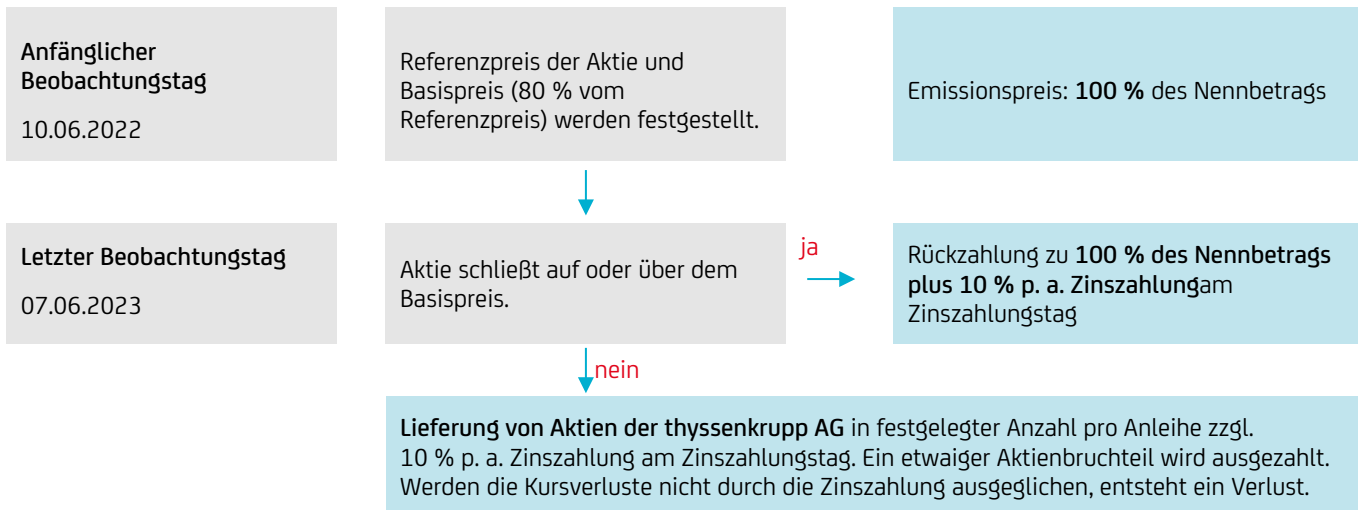 Anfänglicher
Beobachtungstag
10.06.2022
Referenzpreis der Aktie und
Basispreis (80 % vom
Referenzpreis) werden festgestellt.
Emissionspreis: 100 % des Nennbetrags
Letzter Beobachtungstag
07.06.2023
Aktie schließt auf oder über dem
Basispreis.
ja
Rückzahlung zu 100 % des Nennbetrags
plus 10 % p. a. Zinszahlungam
Zinszahlungstag
nein
Lieferung von Aktien der thyssenkrupp AG in festgelegter Anzahl pro Anleihe zzgl.
10 % p. a. Zinszahlung am Zinszahlungstag. Ein etwaiger Aktienbruchteil wird ausgezahlt.
Werden die Kursverluste nicht durch die Zinszahlung ausgeglichen, entsteht ein Verlust.